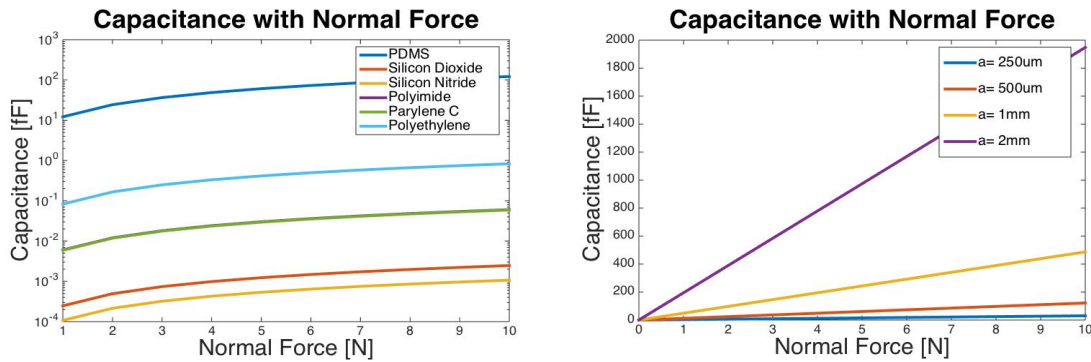 Capacitance with Normal Force
Capacitance [fF]
10^3
10^2
10^1
10^0
10^-1
10^-2
10^-3
10^-4
1 2 3 4 5 6 7 8 9 10
Normal Force [N]
PDMS
Silicon Dioxide
Silicon Nitride
Polyimide
Parylene C
Polyethylene
Capacitance with Normal Force
Capacitance [fF]
2000
1800
1600
1400
1200
1000
800
600
400
200
0
0 1 2 3 4 5 6 7 8 9 10
Normal Force [N]
a= 250um
a= 500um
a= 1mm
a= 2mm